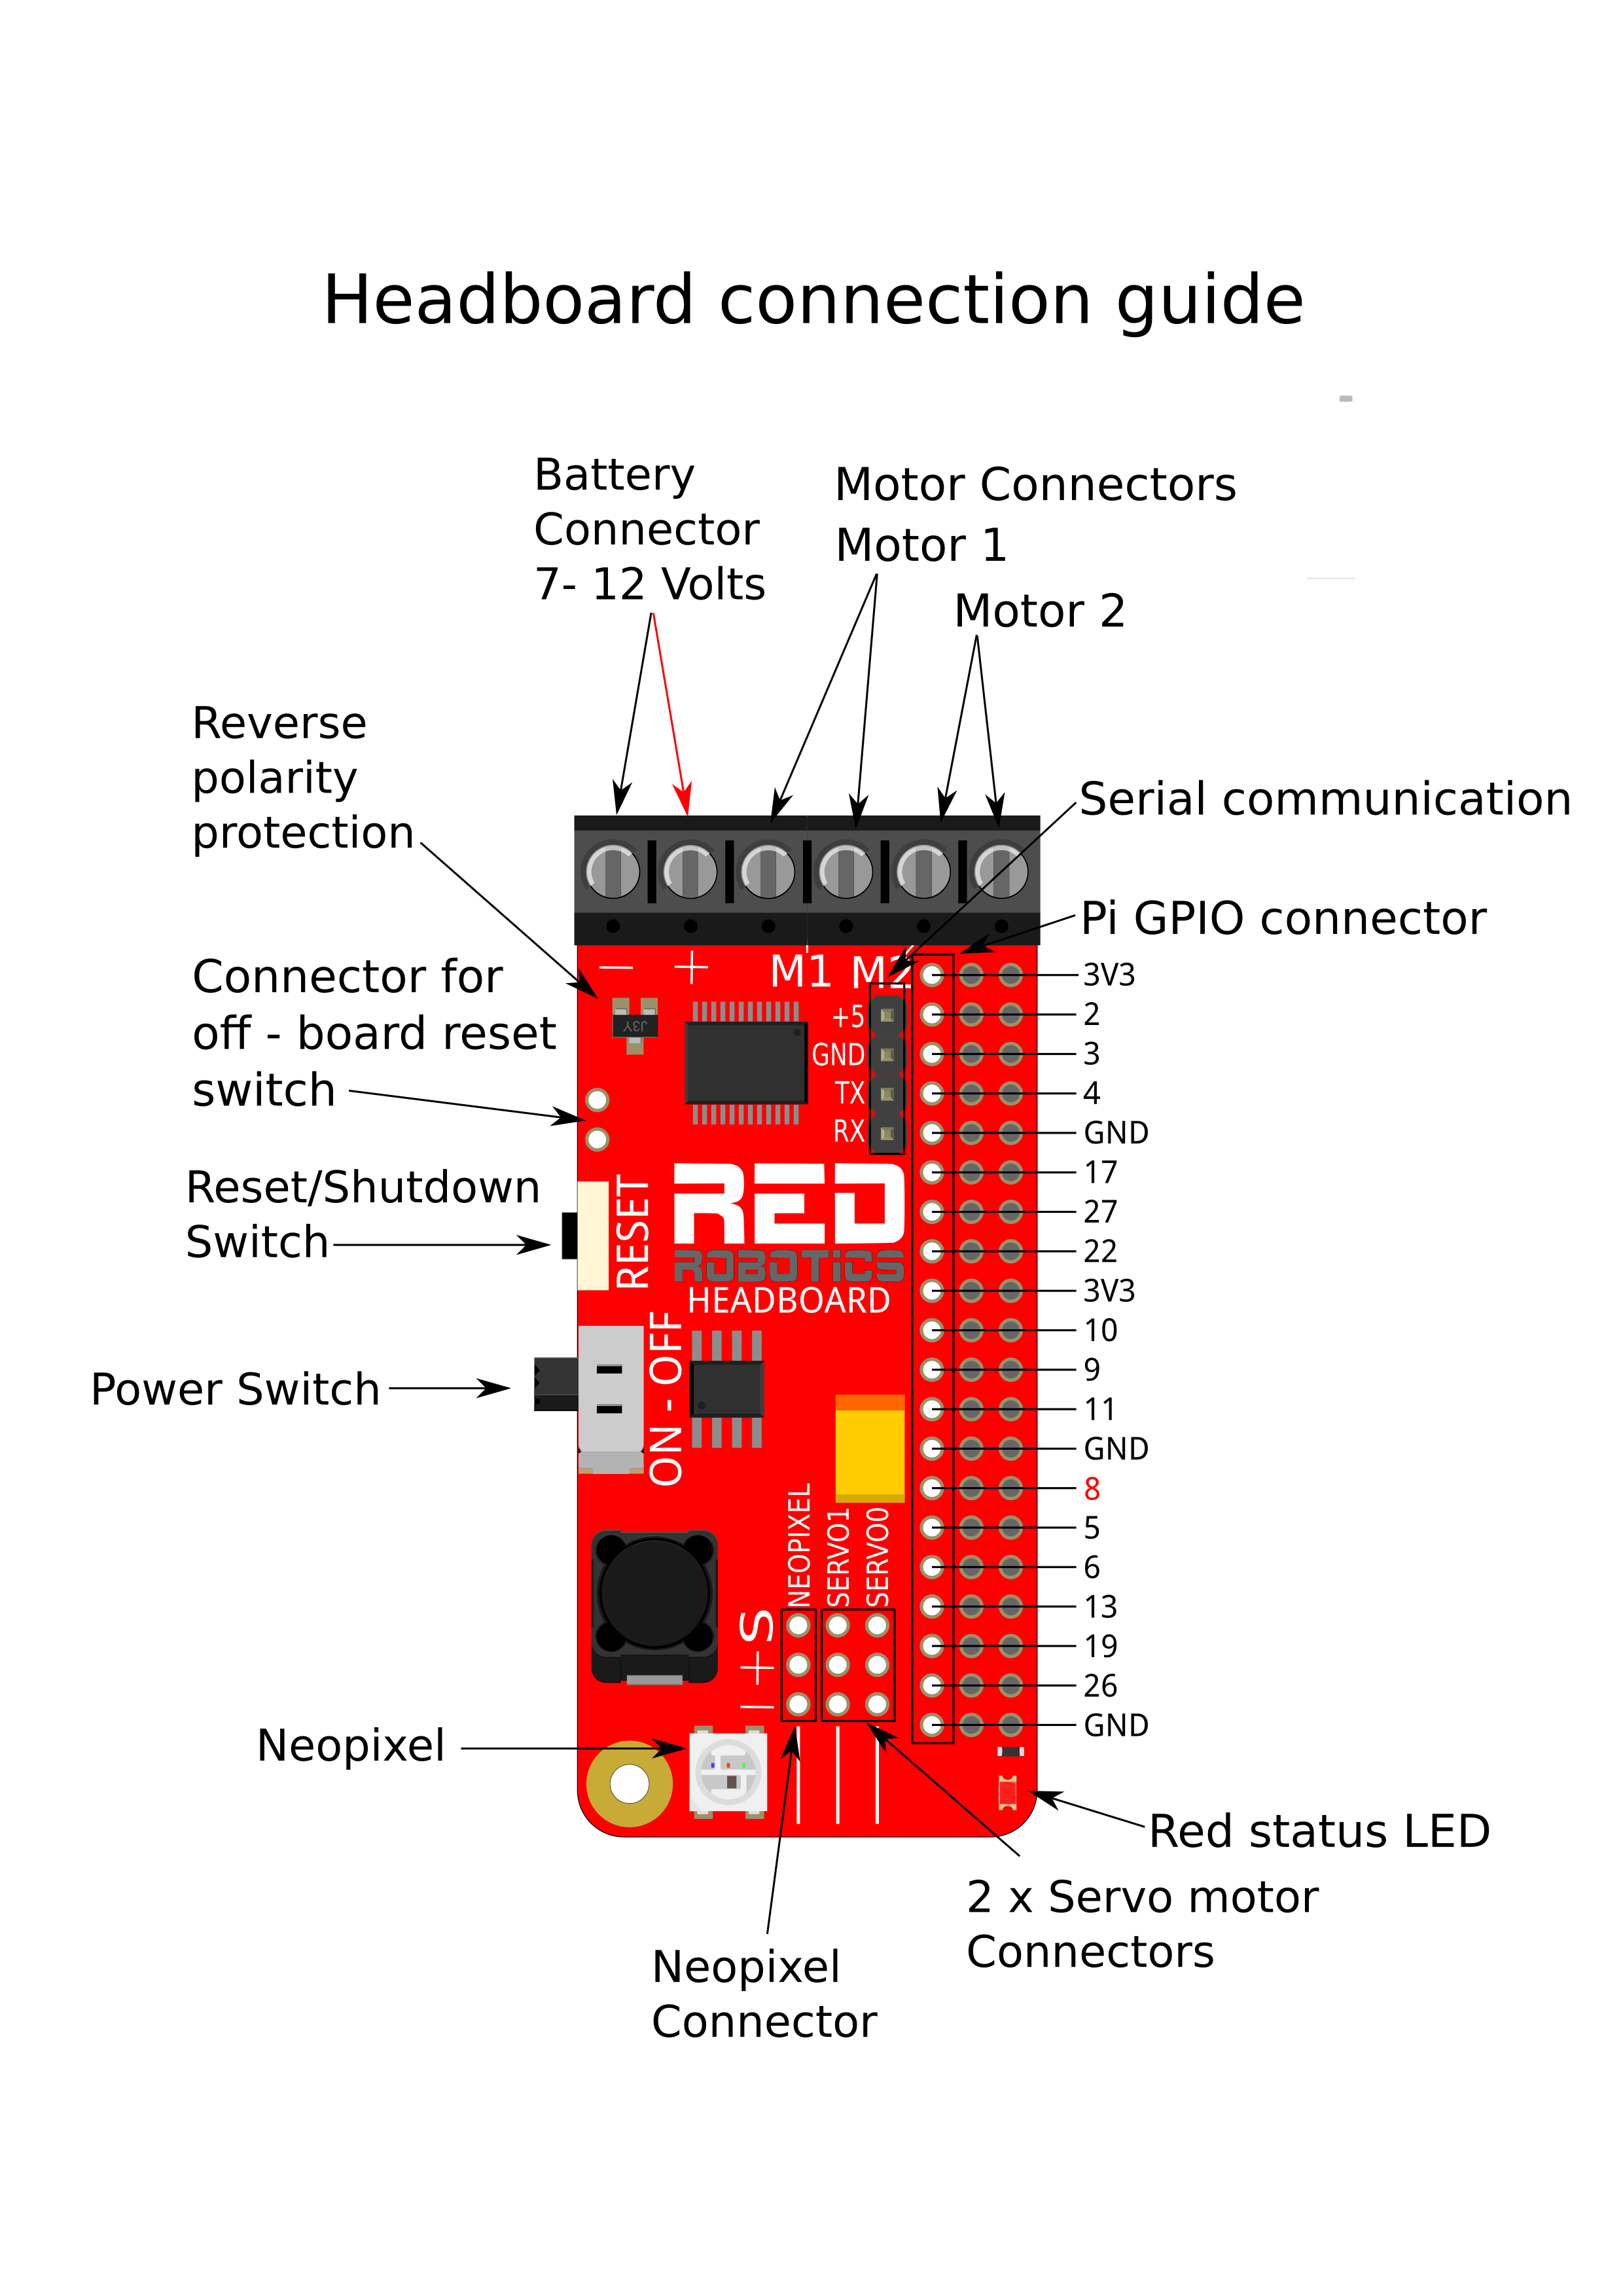 Headboard connection guide
Battery
Connector
7- 12 Volts
Motor Connectors
Motor 1
Motor 2
Reverse
polarity
protection
Serial communication
Pi GPIO connector
Connector for
off - board reset
switch
Reset/Shutdown
Switch
Power Switch
Neopixel
Neopixel
Connector
2 x Servo motor
Connectors
Red status LED
M1 M2
J3Y
+5
GND
TX
RX
RESET
RED
ROBOTICS
HEADBOARD
ON - OFF
NEOPIXEL
SERVO1
SERVO0
– + S
– +
3V3
2
3
4
GND
17
27
22
3V3
10
9
11
GND
8
5
6
13
19
26
GND